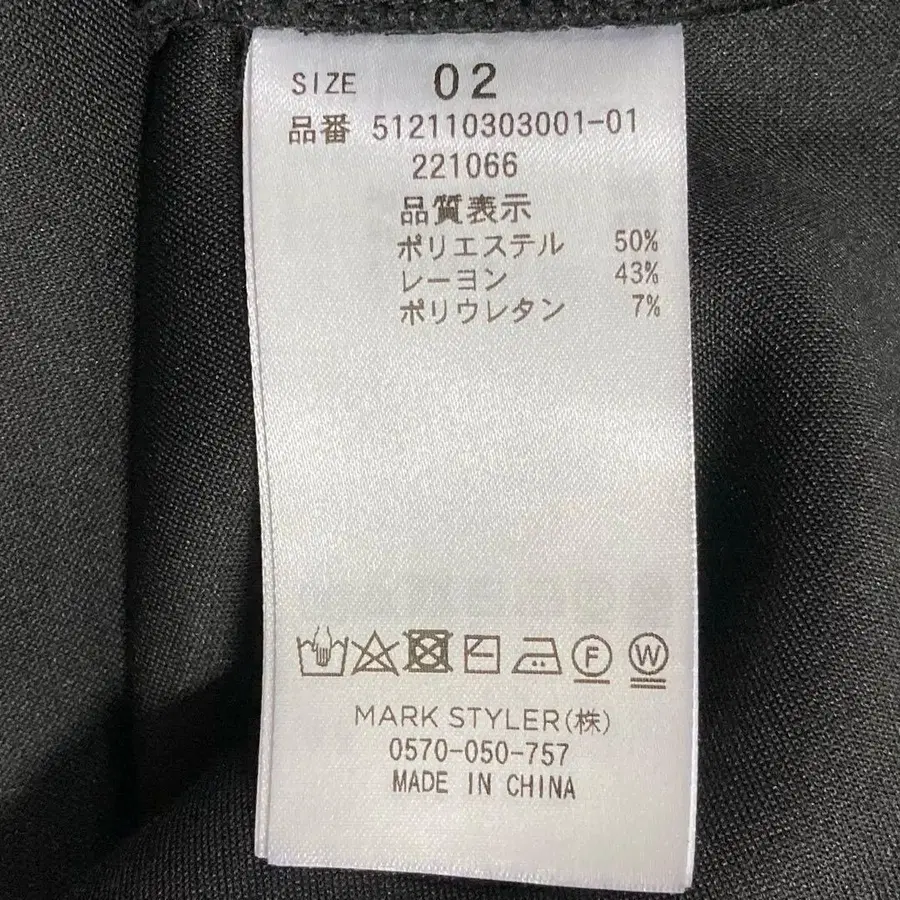 SIZE 02
品番 512110303001-01
221066
品質表示
ポリエステル 50%
レーヨン 43%
ポリウレタン 7%
F W
MARK STYLER(株)
0570-050-757
MADE IN CHINA